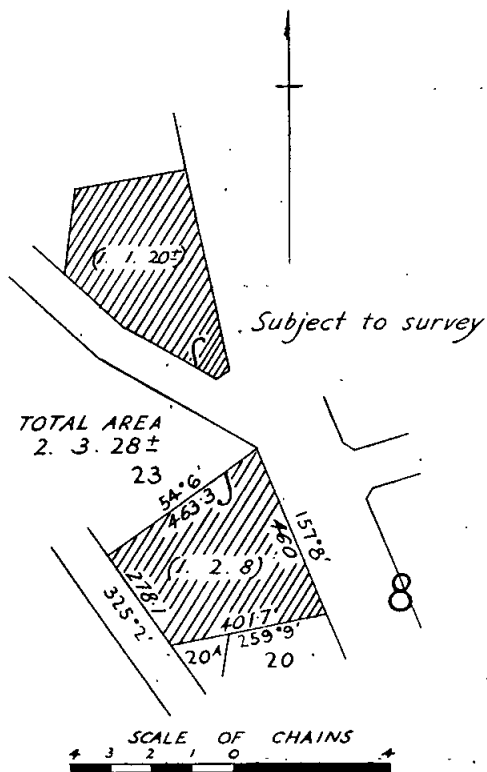 (1. 1. 20±)
Subject to survey
TOTAL AREA
2. 3. 28±
23
54°6'
463·3
157°8'
460
(1. 2. 8)
278·1
325°2'
401·7
259°9'
20A
20
8
SCALE OF CHAINS
4 3 2 1 0 4